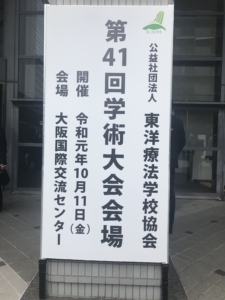 公益社団法人 東洋療法学校協会
第41回学術大会会場
開催 令和元年10月11日(金)
会場 大阪国際交流センター